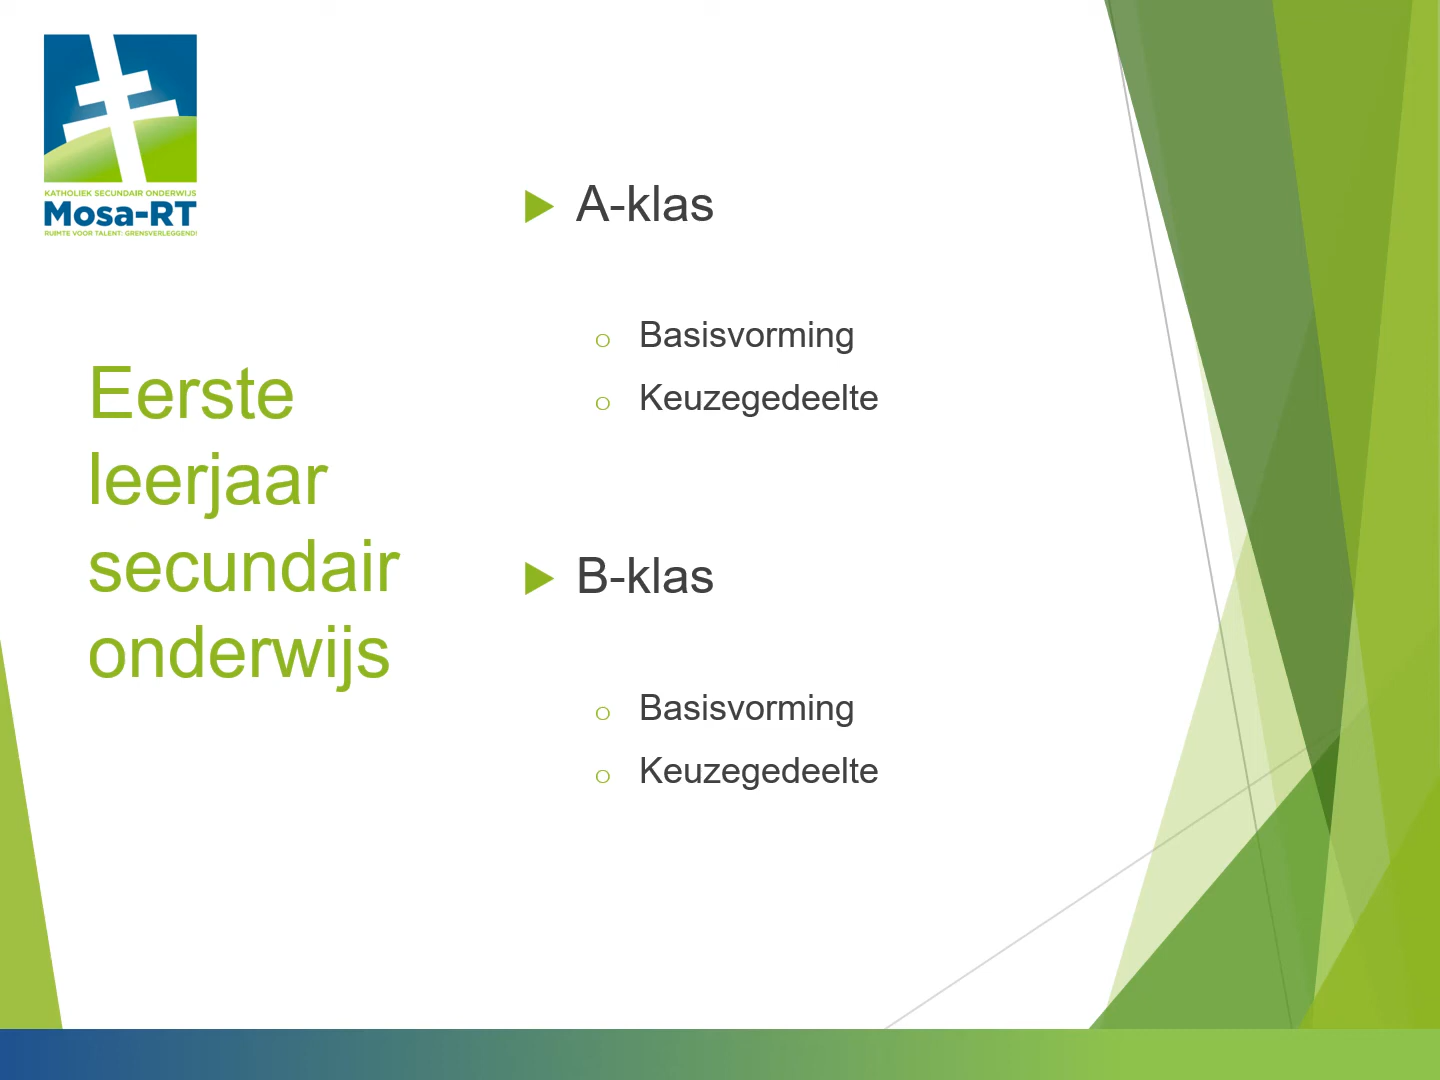 KATHOLIEK SECUNDAIR ONDERWIJS
Mosa-RT
RUIMTE VOOR TALENT: GRENSVERLEGGEND!
Eerste
leerjaar
secundair
onderwijs
A-klas
Basisvorming
Keuzegedeelte
B-klas
Basisvorming
Keuzegedeelte